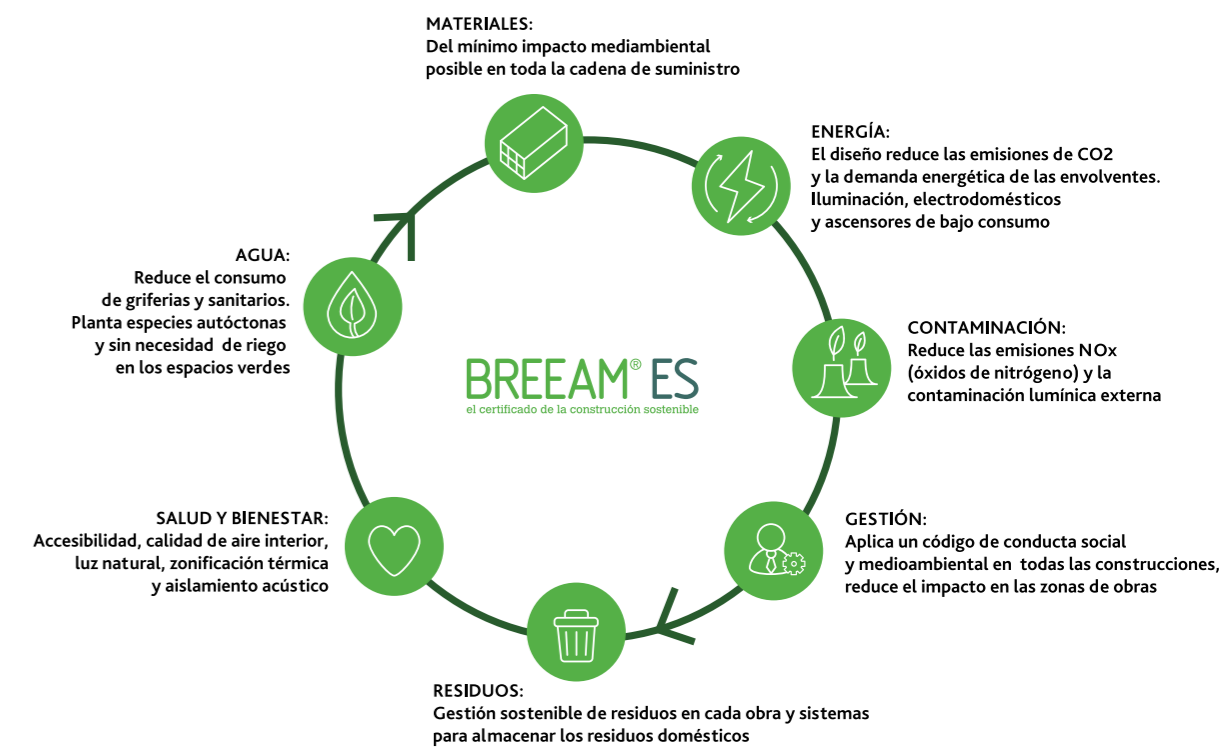 MATERIALES:
Del mínimo impacto mediambiental
posible en toda la cadena de suministro
ENERGÍA:
El diseño reduce las emisiones de CO2
y la demanda energética de las envolventes.
Iluminación, electrodomésticos
y ascensores de bajo consumo
AGUA:
Reduce el consumo
de griferias y sanitarios.
Planta especies autóctonas
y sin necesidad de riego
en los espacios verdes
CONTAMINACIÓN:
Reduce las emisiones NOx
(óxidos de nitrógeno) y la
contaminación lumínica externa
BREEAM® ES
el certificado de la construcción sostenible
SALUD Y BIENESTAR:
Accesibilidad, calidad de aire interior,
luz natural, zonificación térmica
y aislamiento acústico
GESTIÓN:
Aplica un código de conducta social
y medioambiental en todas las construcciones,
reduce el impacto en las zonas de obras
RESIDUOS:
Gestión sostenible de residuos en cada obra y sistemas
para almacenar los residuos domésticos